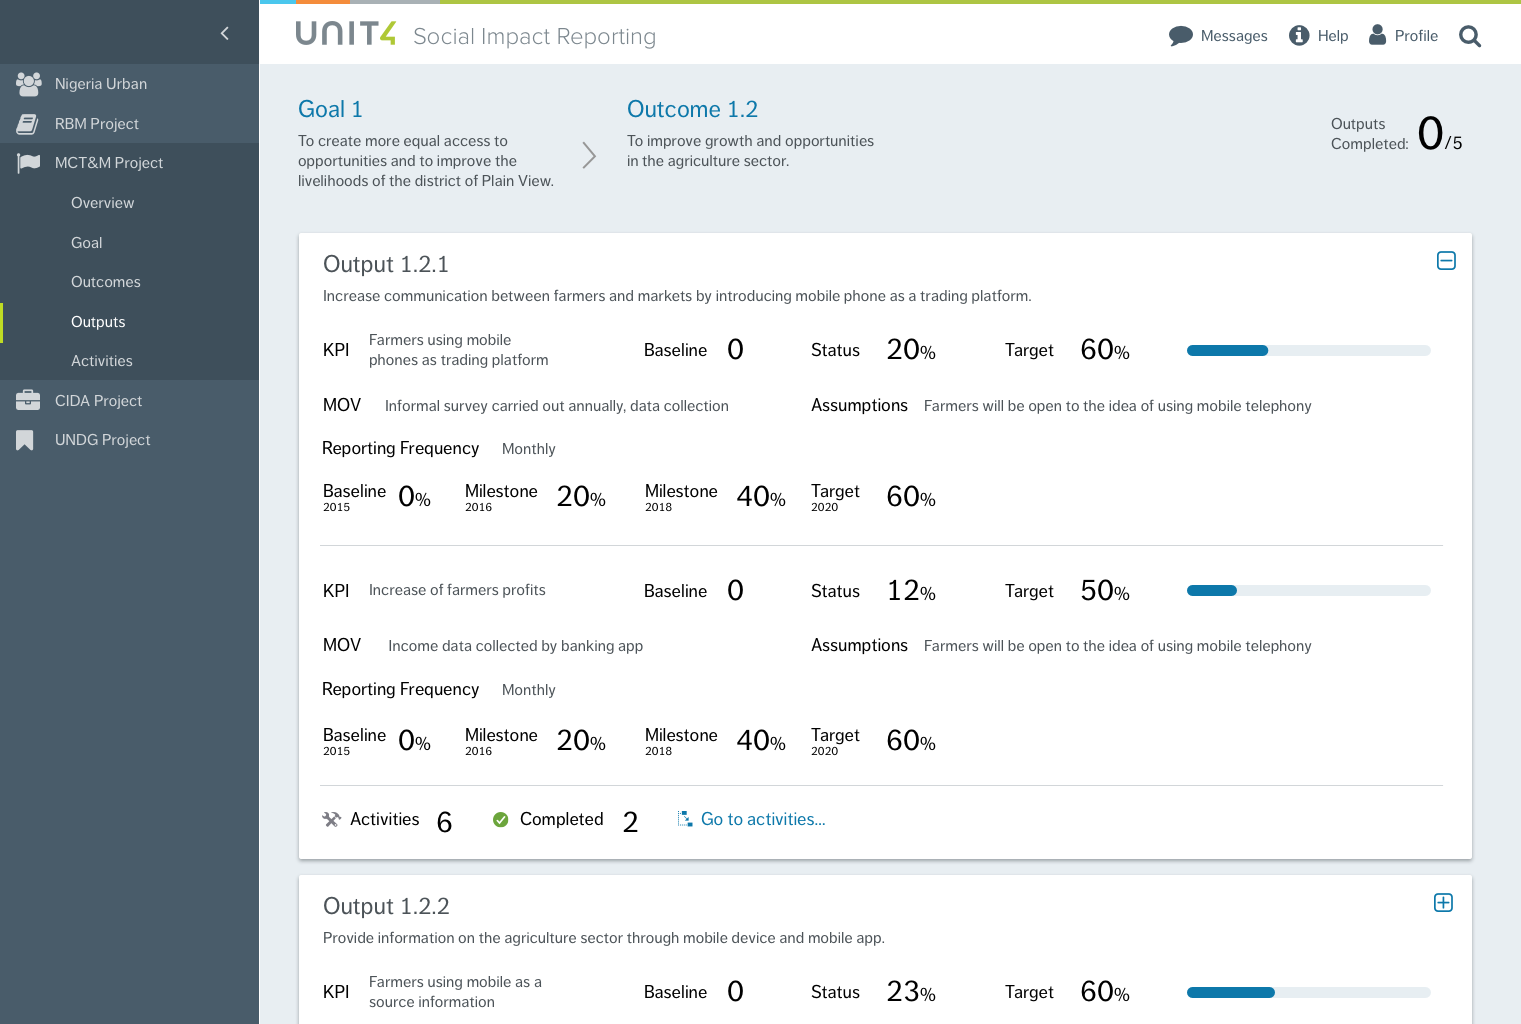 UNIT4 Social Impact Reporting
Messages
Help
Profile
Nigeria Urban
RBM Project
MCT&M Project
Overview
Goal
Outcomes
Outputs
Activities
CIDA Project
UNDG Project
Goal 1
To create more equal access to
opportunities and to improve the
livelihoods of the district of Plain View.
Outcome 1.2
To improve growth and opportunities
in the agriculture sector.
Outputs
Completed: 0/5
Output 1.2.1
Increase communication between farmers and markets by introducing mobile phone as a trading platform.
KPI Farmers using mobile
phones as trading platform
Baseline 0 Status 20% Target 60%
MOV Informal survey carried out annually, data collection
Assumptions Farmers will be open to the idea of using mobile telephony
Reporting Frequency Monthly
Baseline 0% Milestone 20% Milestone 40% Target 60%
2015 2016 2018 2020
KPI Increase of farmers profits Baseline 0 Status 12% Target 50%
MOV Income data collected by banking app
Assumptions Farmers will be open to the idea of using mobile telephony
Reporting Frequency Monthly
Baseline 0% Milestone 20% Milestone 40% Target 60%
2015 2016 2018 2020
Activities 6 Completed 2 Go to activities...
Output 1.2.2
Provide information on the agriculture sector through mobile device and mobile app.
KPI Farmers using mobile as a
source information
Baseline 0 Status 23% Target 60%